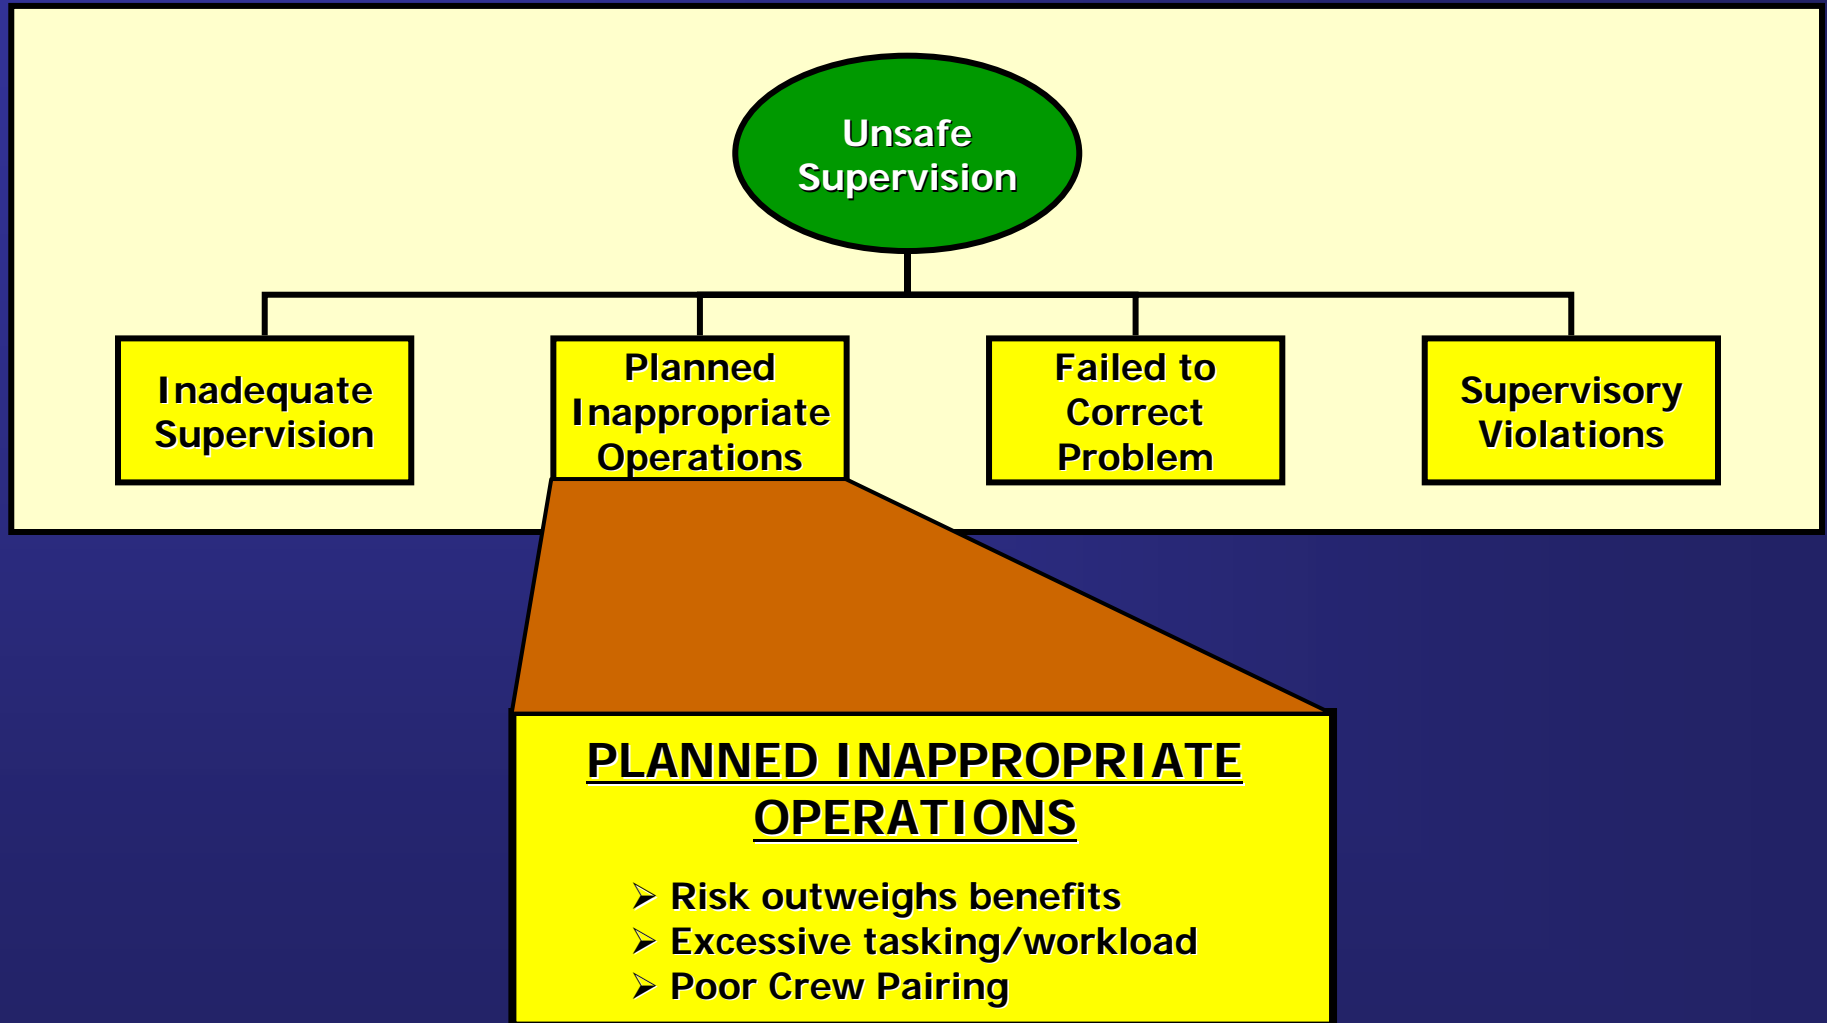 Unsafe
Supervision
Inadequate
Supervision
Planned
Inappropriate
Operations
Failed to
Correct
Problem
Supervisory
Violations
PLANNED INAPPROPRIATE
OPERATIONS
➢ Risk outweighs benefits
➢ Excessive tasking/workload
➢ Poor Crew Pairing